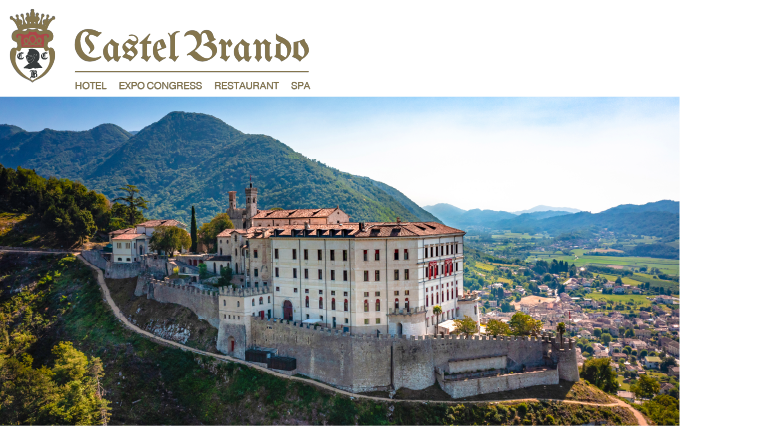 Castel Brando
HOTEL EXPO CONGRESS RESTAURANT SPA
C C
B